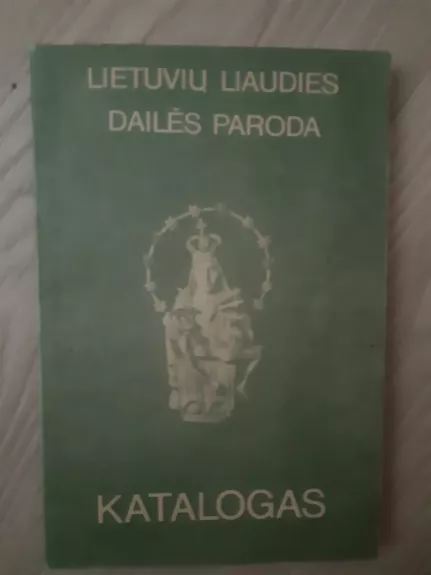 LIETUVIŲ LIAUDIES
DAILĖS PARODA
KATALOGAS